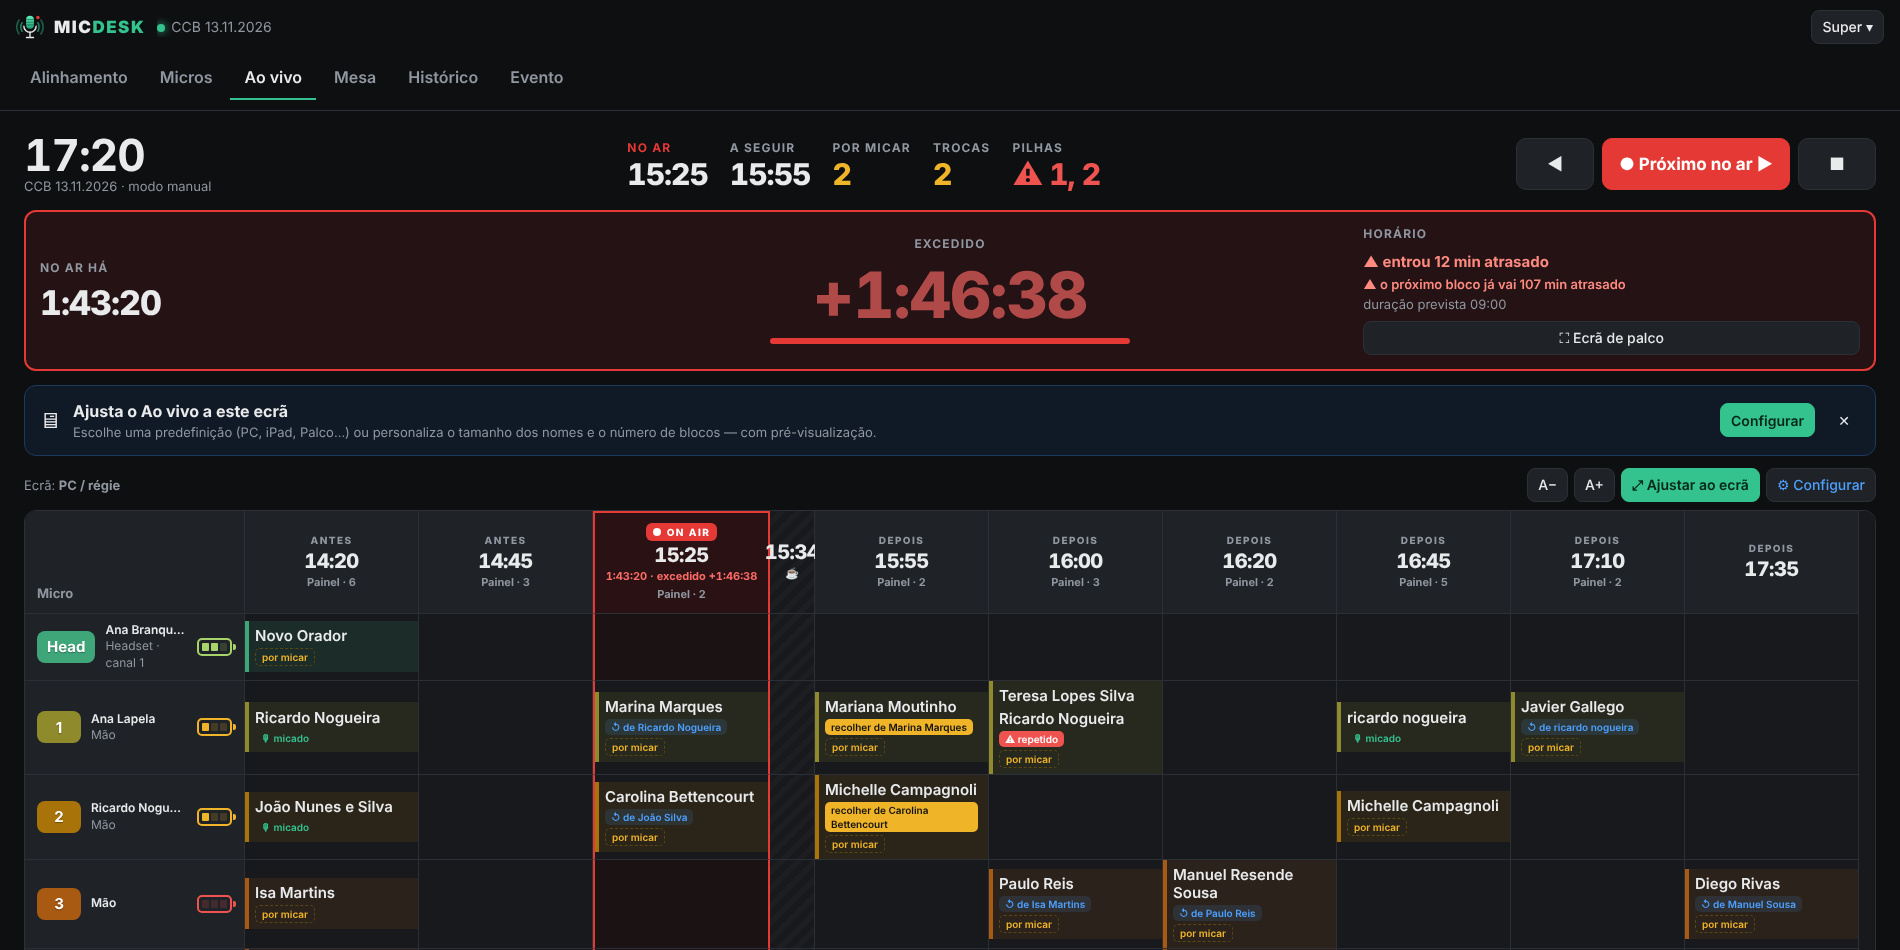 MICDESK CCB 13.11.2026
Super ▾
Alinhamento Micros Ao vivo Mesa Histórico Evento
17:20
CCB 13.11.2026 · modo manual
NO AR A SEGUIR POR MICAR TROCAS PILHAS
15:25 15:55 2 2 ⚠ 1, 2
◀ ● Próximo no ar ▶ ■
NO AR HÁ
1:43:20
EXCEDIDO
+1:46:38
HORÁRIO
▲ entrou 12 min atrasado
▲ o próximo bloco já vai 107 min atrasado
duração prevista 09:00
⛶ Ecrã de palco
Ajusta o Ao vivo a este ecrã
Escolhe uma predefinição (PC, iPad, Palco...) ou personaliza o tamanho dos nomes e o número de blocos — com pré-visualização.
Configurar ✕
Ecrã: PC / régie
A− A+ ⤢ Ajustar ao ecrã ⚙ Configurar
Micro
ANTES
14:20
Painel · 6
ANTES
14:45
Painel · 3
● ON AIR
15:25
1:43:20 · excedido +1:46:38
Painel · 2
15:34
☕
DEPOIS
15:55
Painel · 2
DEPOIS
16:00
Painel · 3
DEPOIS
16:20
Painel · 2
DEPOIS
16:45
Painel · 5
DEPOIS
17:10
Painel · 2
DEPOIS
17:35
Head
Ana Branqu...
Headset ·
canal 1
Novo Orador
por micar
1
Ana Lapela
Mão
Ricardo Nogueira
micado
Marina Marques
de Ricardo Nogueira
por micar
Mariana Moutinho
recolher de Marina Marques
por micar
Teresa Lopes Silva
Ricardo Nogueira
⚠ repetido
por micar
ricardo nogueira
micado
Javier Gallego
de ricardo nogueira
por micar
2
Ricardo Nogu...
Mão
João Nunes e Silva
micado
Carolina Bettencourt
de João Silva
por micar
Michelle Campagnoli
recolher de Carolina
Bettencourt
por micar
Michelle Campagnoli
por micar
3
Mão
Isa Martins
por micar
Paulo Reis
de Isa Martins
por micar
Manuel Resende
Sousa
de Paulo Reis
por micar
Diego Rivas
de Manuel Sousa
por micar